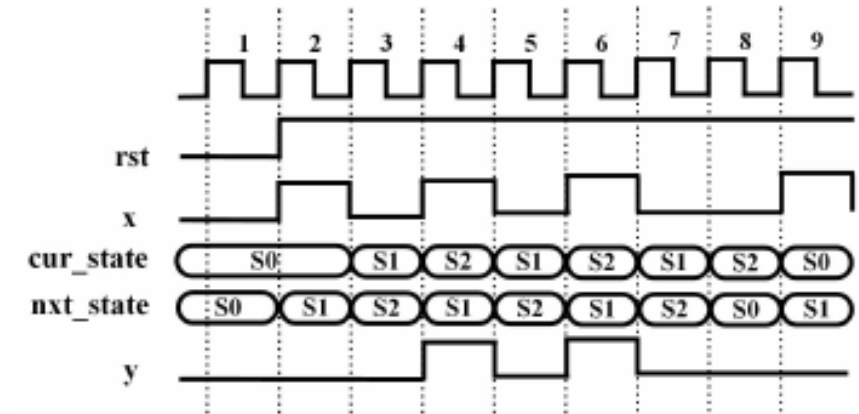 1 2 3 4 5 6 7 8 9
rst
x
cur_state S0 S1 S2 S1 S2 S1 S2 S0
nxt_state S0 S1 S2 S1 S2 S1 S2 S0 S1
y